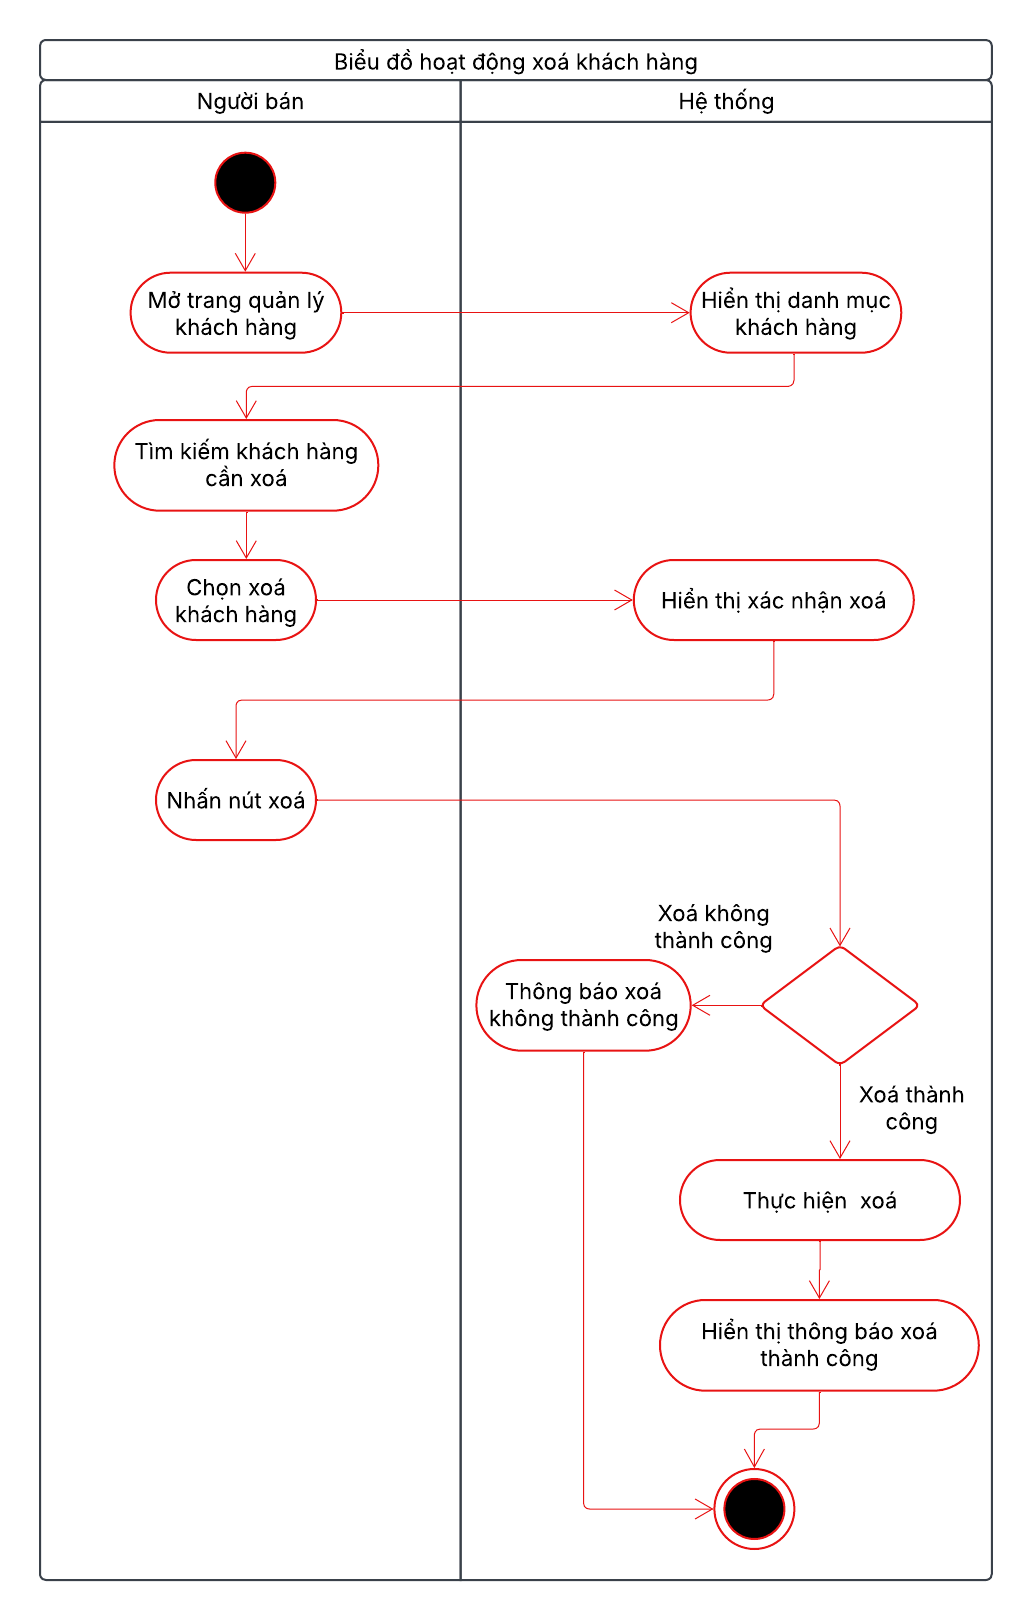 Biểu đồ hoạt động xoá khách hàng
Người bán
Hệ thống
Mở trang quản lý
khách hàng
Hiển thị danh mục
khách hàng
Tìm kiếm khách hàng
cần xoá
Chọn xoá
khách hàng
Hiển thị xác nhận xoá
Nhấn nút xoá
Xoá không
thành công
Thông báo xoá
không thành công
Xoá thành
công
Thực hiện  xoá
Hiển thị thông báo xoá
thành công